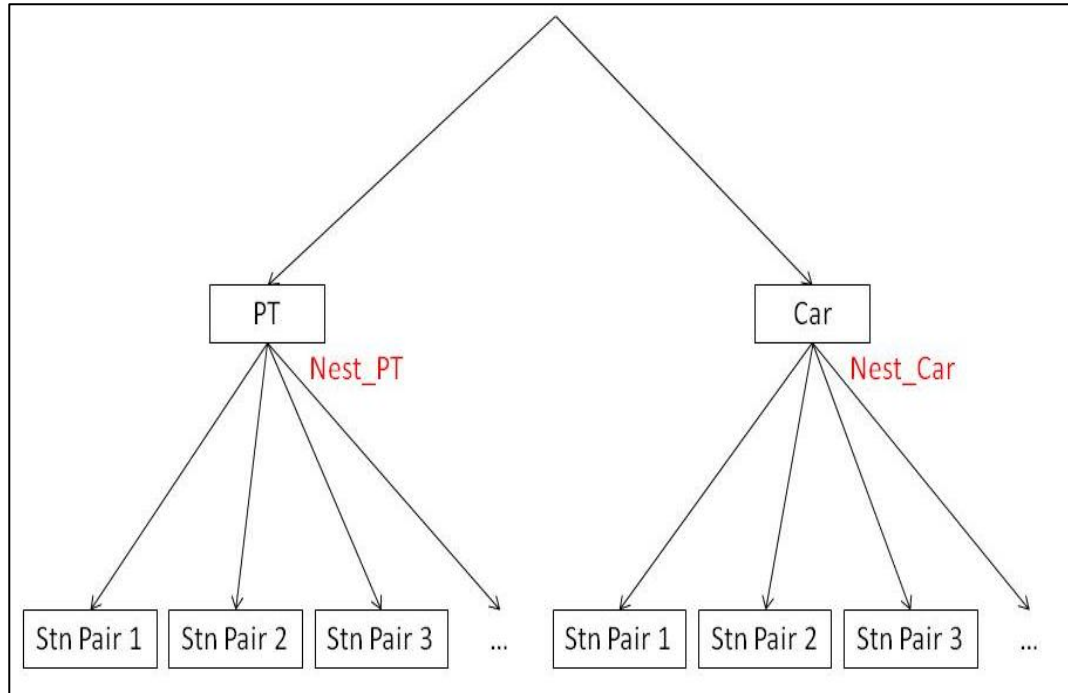 PT
Car
Nest_PT
Nest_Car
Stn Pair 1
Stn Pair 2
Stn Pair 3
...
Stn Pair 1
Stn Pair 2
Stn Pair 3
...